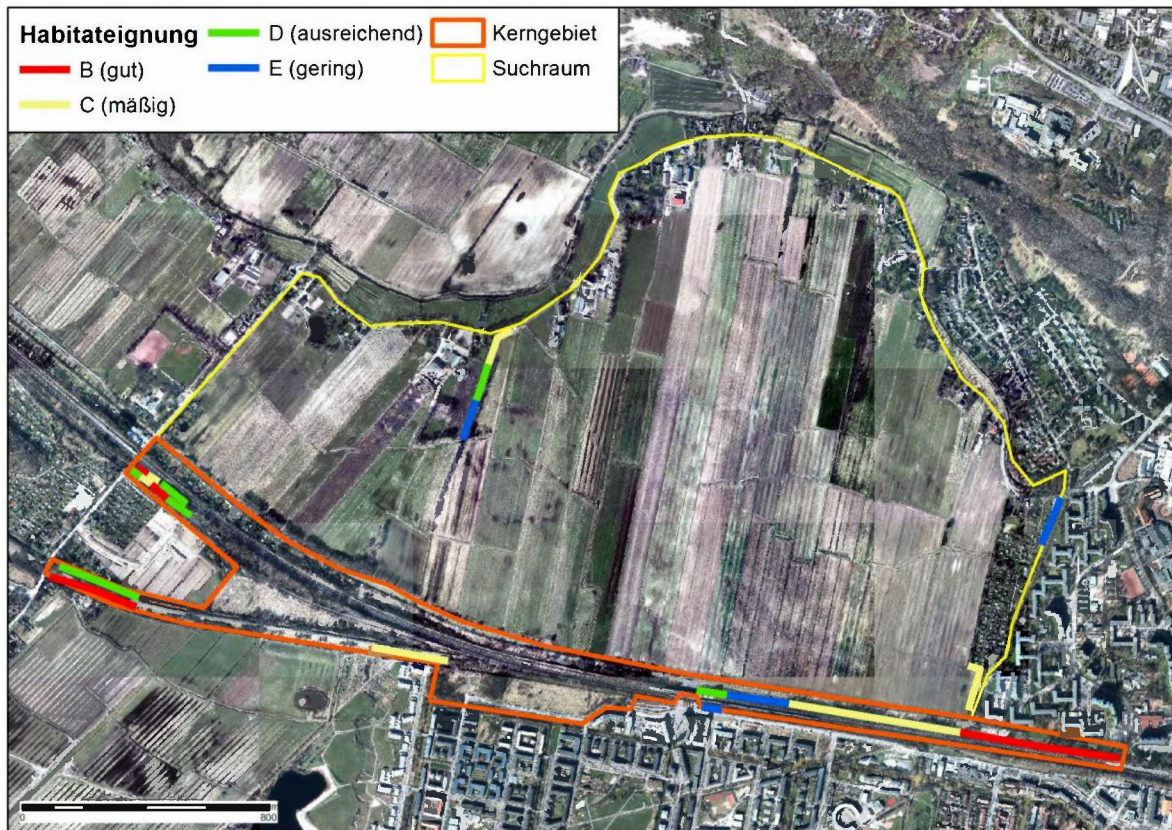 Habitateignung
B (gut)
C (mäßig)
D (ausreichend)
E (gering)
Kerngebiet
Suchraum
N
0
800